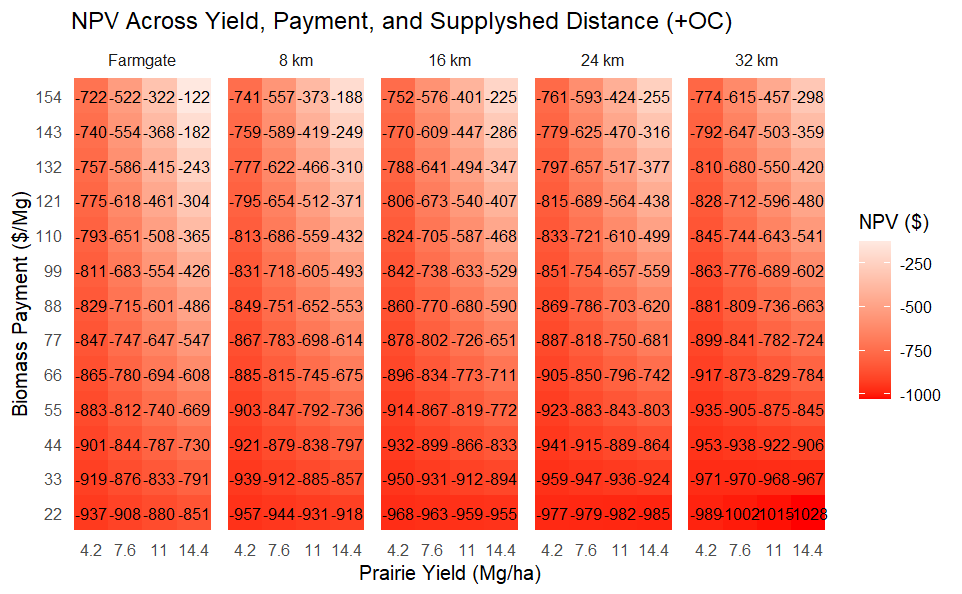 NPV Across Yield, Payment, and Supplyshed Distance (+OC)
Farmgate 8 km 16 km 24 km 32 km
154 -722 -522 -322 -122 -741 -557 -373 -188 -752 -576 -401 -225 -761 -593 -424 -255 -774 -615 -457 -298
143 -740 -554 -368 -182 -759 -589 -419 -249 -770 -609 -447 -286 -779 -625 -470 -316 -792 -647 -503 -359
132 -757 -586 -415 -243 -777 -622 -466 -310 -788 -641 -494 -347 -797 -657 -517 -377 -810 -680 -550 -420
121 -775 -618 -461 -304 -795 -654 -512 -371 -806 -673 -540 -407 -815 -689 -564 -438 -828 -712 -596 -480
110 -793 -651 -508 -365 -813 -686 -559 -432 -824 -705 -587 -468 -833 -721 -610 -499 -845 -744 -643 -541
99 -811 -683 -554 -426 -831 -718 -605 -493 -842 -738 -633 -529 -851 -754 -657 -559 -863 -776 -689 -602
88 -829 -715 -601 -486 -849 -751 -652 -553 -860 -770 -680 -590 -869 -786 -703 -620 -881 -809 -736 -663
77 -847 -747 -647 -547 -867 -783 -698 -614 -878 -802 -726 -651 -887 -818 -750 -681 -899 -841 -782 -724
66 -865 -780 -694 -608 -885 -815 -745 -675 -896 -834 -773 -711 -905 -850 -796 -742 -917 -873 -829 -784
55 -883 -812 -740 -669 -903 -847 -792 -736 -914 -867 -819 -772 -923 -883 -843 -803 -935 -905 -875 -845
44 -901 -844 -787 -730 -921 -879 -838 -797 -932 -899 -866 -833 -941 -915 -889 -864 -953 -938 -922 -906
33 -919 -876 -833 -791 -939 -912 -885 -857 -950 -931 -912 -894 -959 -947 -936 -924 -971 -970 -968 -967
22 -937 -908 -880 -851 -957 -944 -931 -918 -968 -963 -959 -955 -977 -979 -982 -985 -989 -1002 -1015 -1028
4.2 7.6 11 14.4 4.2 7.6 11 14.4 4.2 7.6 11 14.4 4.2 7.6 11 14.4 4.2 7.6 11 14.4
Prairie Yield (Mg/ha)
Biomass Payment ($/Mg)
NPV ($)
-250
-500
-750
-1000